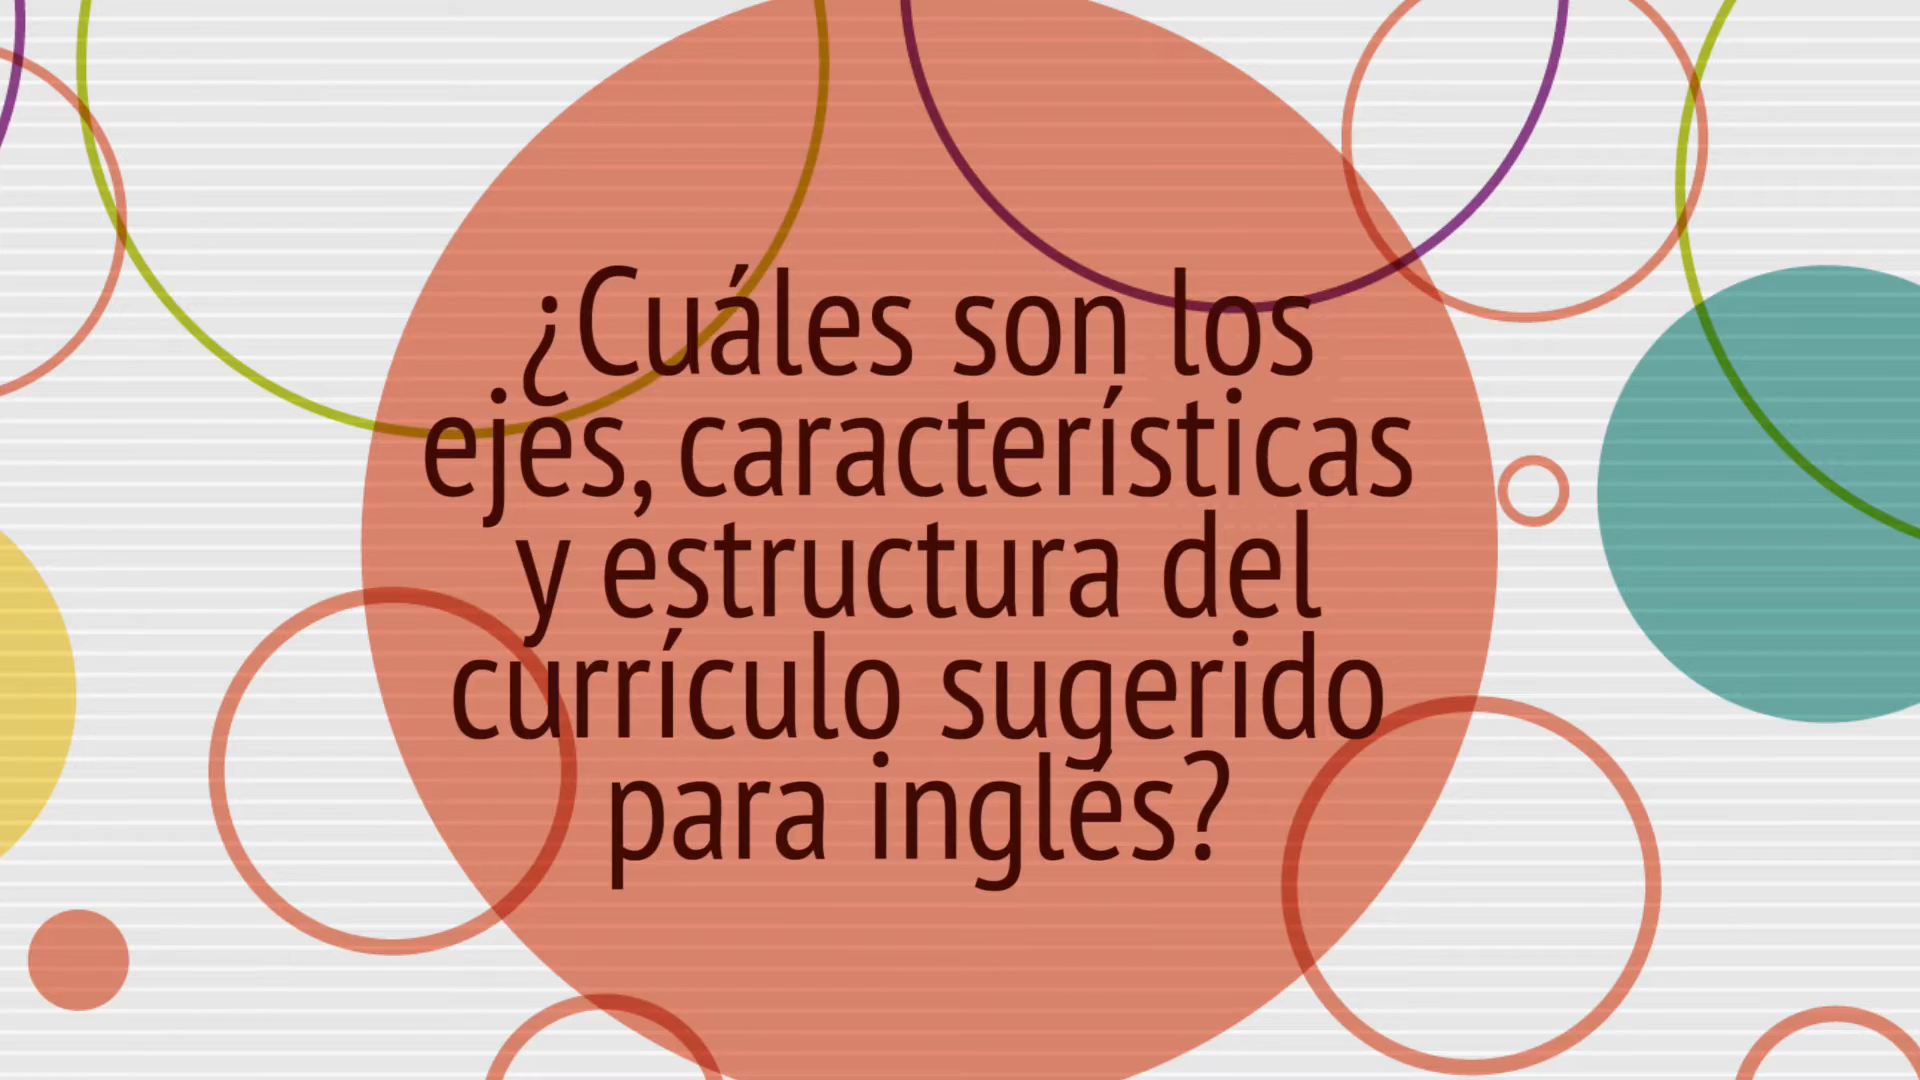 ¿Cuáles son los
ejes, características
y estructura del
currículo sugerido
para inglés?